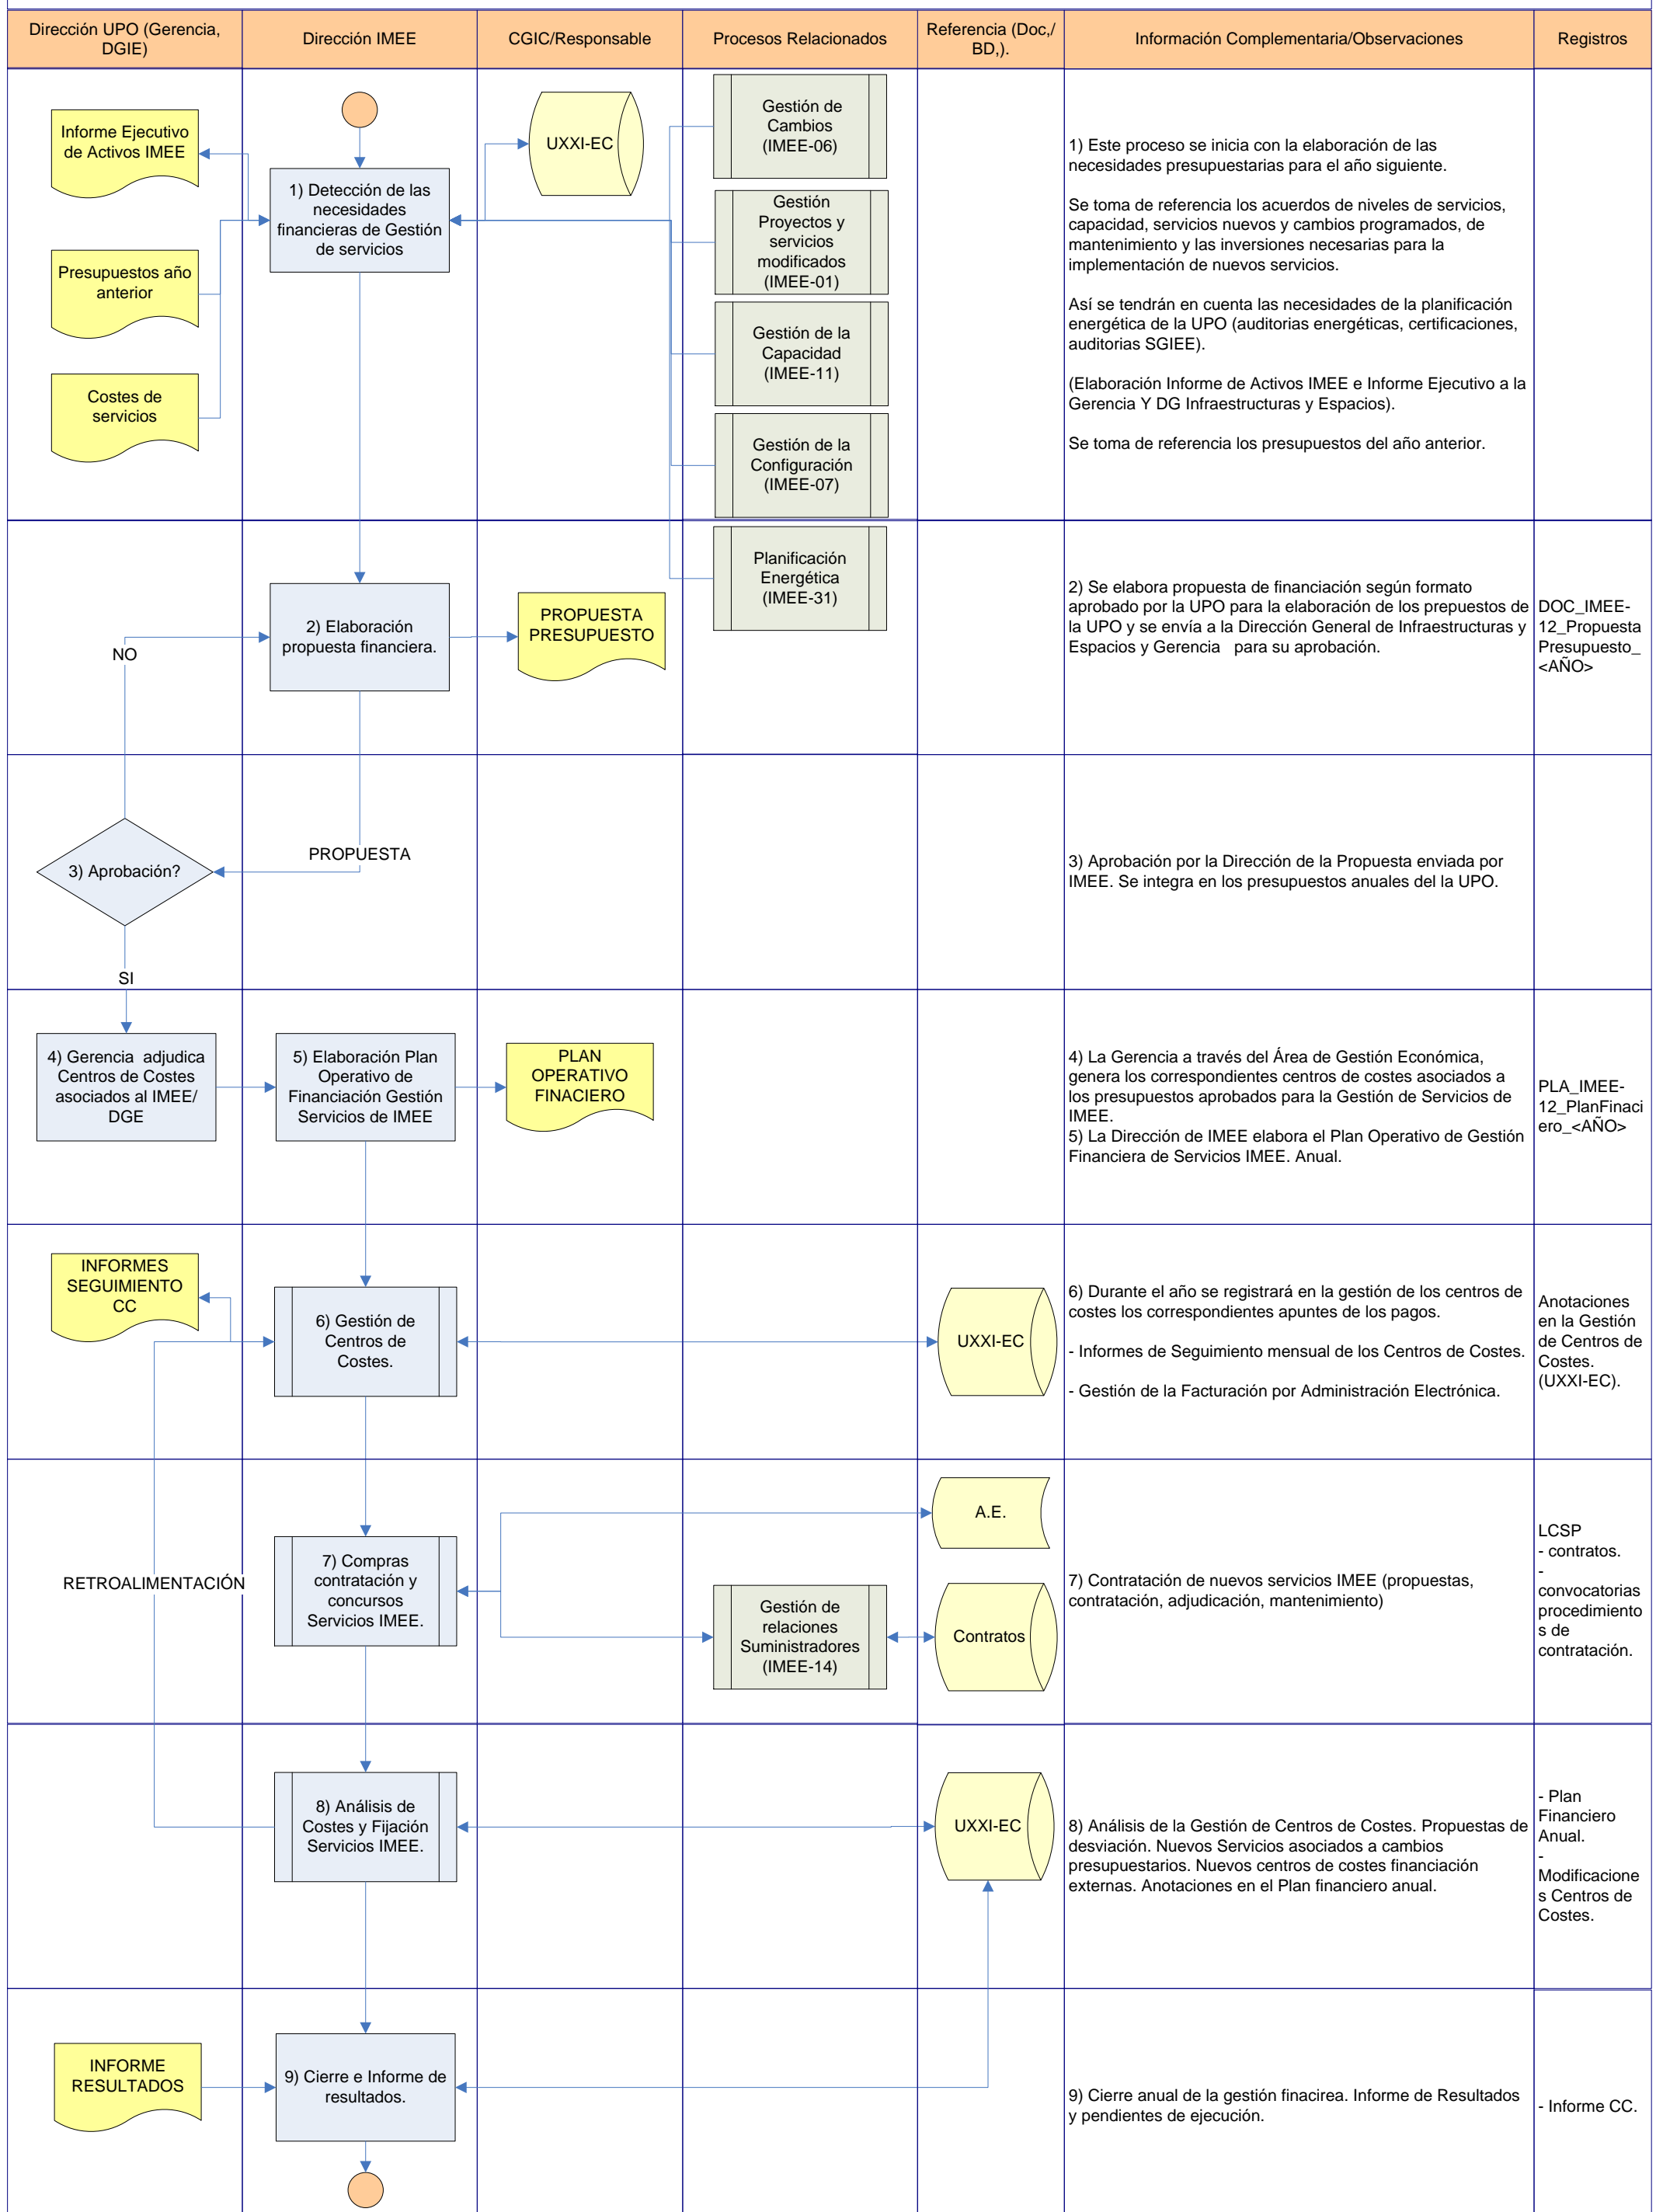 Dirección UPO (Gerencia,
DGIE)
Dirección IMEE
CGIC/Responsable
Procesos Relacionados
Referencia (Doc,/
BD,).
Información Complementaria/Observaciones
Registros
Informe Ejecutivo
de Activos IMEE
Presupuestos año
anterior
Costes de
servicios
1) Detección de las
necesidades
financieras de Gestión
de servicios
UXXI-EC
Gestión de
Cambios
(IMEE-06)
Gestión
Proyectos y
servicios
modificados
(IMEE-01)
Gestión de la
Capacidad
(IMEE-11)
Gestión de la
Configuración
(IMEE-07)
1) Este proceso se inicia con la elaboración de las
necesidades presupuestarias para el año siguiente.
Se toma de referencia los acuerdos de niveles de servicios,
capacidad, servicios nuevos y cambios programados, de
mantenimiento y las inversiones necesarias para la
implementación de nuevos servicios.
Así se tendrán en cuenta las necesidades de la planificación
energética de la UPO (auditorias energéticas, certificaciones,
auditorias SGIEE).
(Elaboración Informe de Activos IMEE e Informe Ejecutivo a la
Gerencia Y DG Infraestructuras y Espacios).
Se toma de referencia los presupuestos del año anterior.
NO
2) Elaboración
propuesta financiera.
PROPUESTA
PRESUPUESTO
Planificación
Energética
(IMEE-31)
2) Se elabora propuesta de financiación según formato
aprobado por la UPO para la elaboración de los prepuestos de
la UPO y se envía a la Dirección General de Infraestructuras y
Espacios y Gerencia   para su aprobación.
DOC_IMEE-
12_Propuesta
Presupuesto_
<AÑO>
3) Aprobación?
PROPUESTA
SI
3) Aprobación por la Dirección de la Propuesta enviada por
IMEE. Se integra en los presupuestos anuales del la UPO.
4) Gerencia  adjudica
Centros de Costes
asociados al IMEE/
DGE
5) Elaboración Plan
Operativo de
Financiación Gestión
Servicios de IMEE
PLAN
OPERATIVO
FINACIERO
4) La Gerencia a través del Área de Gestión Económica,
genera los correspondientes centros de costes asociados a
los presupuestos aprobados para la Gestión de Servicios de
IMEE.
5) La Dirección de IMEE elabora el Plan Operativo de Gestión
Financiera de Servicios IMEE. Anual.
PLA_IMEE-
12_PlanFinaci
ero_<AÑO>
INFORMES
SEGUIMIENTO
CC
6) Gestión de
Centros de
Costes.
UXXI-EC
6) Durante el año se registrará en la gestión de los centros de
costes los correspondientes apuntes de los pagos.
- Informes de Seguimiento mensual de los Centros de Costes.
- Gestión de la Facturación por Administración Electrónica.
Anotaciones
en la Gestión
de Centros de
Costes.
(UXXI-EC).
RETROALIMENTACIÓN
7) Compras
contratación y
concursos
Servicios IMEE.
Gestión de
relaciones
Suministradores
(IMEE-14)
A.E.
Contratos
7) Contratación de nuevos servicios IMEE (propuestas,
contratación, adjudicación, mantenimiento)
LCSP
- contratos.
-
convocatorias
procedimiento
s de
contratación.
8) Análisis de
Costes y Fijación
Servicios IMEE.
UXXI-EC
8) Análisis de la Gestión de Centros de Costes. Propuestas de
desviación. Nuevos Servicios asociados a cambios
presupuestarios. Nuevos centros de costes financiación
externas. Anotaciones en el Plan financiero anual.
- Plan
Financiero
Anual.
-
Modificacione
s Centros de
Costes.
INFORME
RESULTADOS
9) Cierre e Informe de
resultados.
9) Cierre anual de la gestión finacirea. Informe de Resultados
y pendientes de ejecución.
- Informe CC.